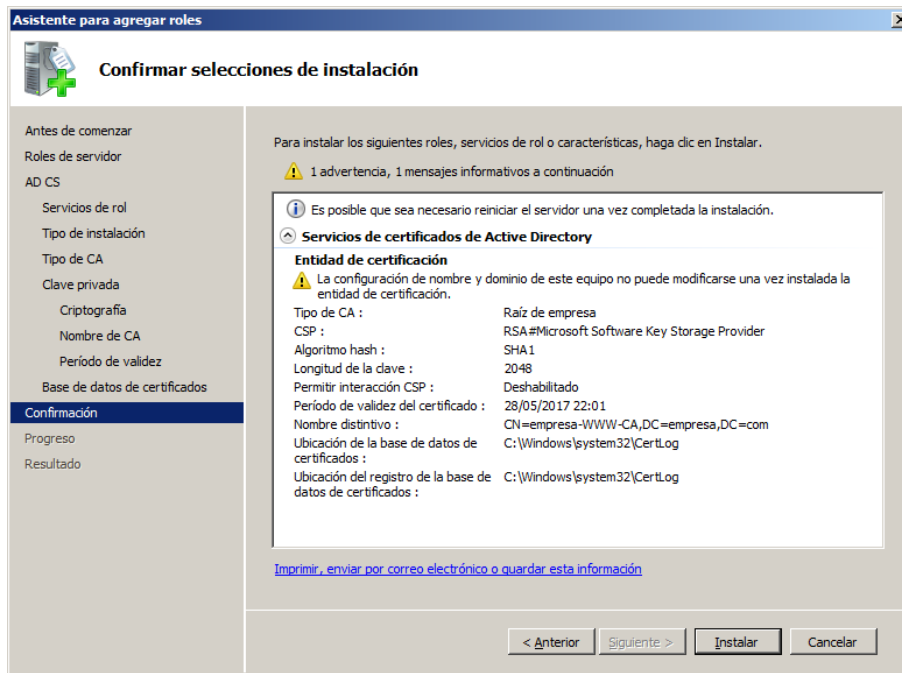 Asistente para agregar roles
Confirmar selecciones de instalación
Antes de comenzar
Roles de servidor
AD CS
Servicios de rol
Tipo de instalación
Tipo de CA
Clave privada
Criptografía
Nombre de CA
Período de validez
Base de datos de certificados
Confirmación
Progreso
Resultado
Para instalar los siguientes roles, servicios de rol o características, haga clic en Instalar.
1 advertencia, 1 mensajes informativos a continuación
Es posible que sea necesario reiniciar el servidor una vez completada la instalación.
Servicios de certificados de Active Directory
Entidad de certificación
La configuración de nombre y dominio de este equipo no puede modificarse una vez instalada la
entidad de certificación.
Tipo de CA : Raíz de empresa
CSP : RSA#Microsoft Software Key Storage Provider
Algoritmo hash : SHA1
Longitud de la clave : 2048
Permitir interacción CSP : Deshabilitado
Período de validez del certificado : 28/05/2017 22:01
Nombre distintivo : CN=empresa-WWW-CA,DC=empresa,DC=com
Ubicación de la base de datos de C:\Windows\system32\CertLog
certificados :
Ubicación del registro de la base de C:\Windows\system32\CertLog
datos de certificados :
Imprimir, enviar por correo electrónico o guardar esta información
< Anterior Siguiente > Instalar Cancelar